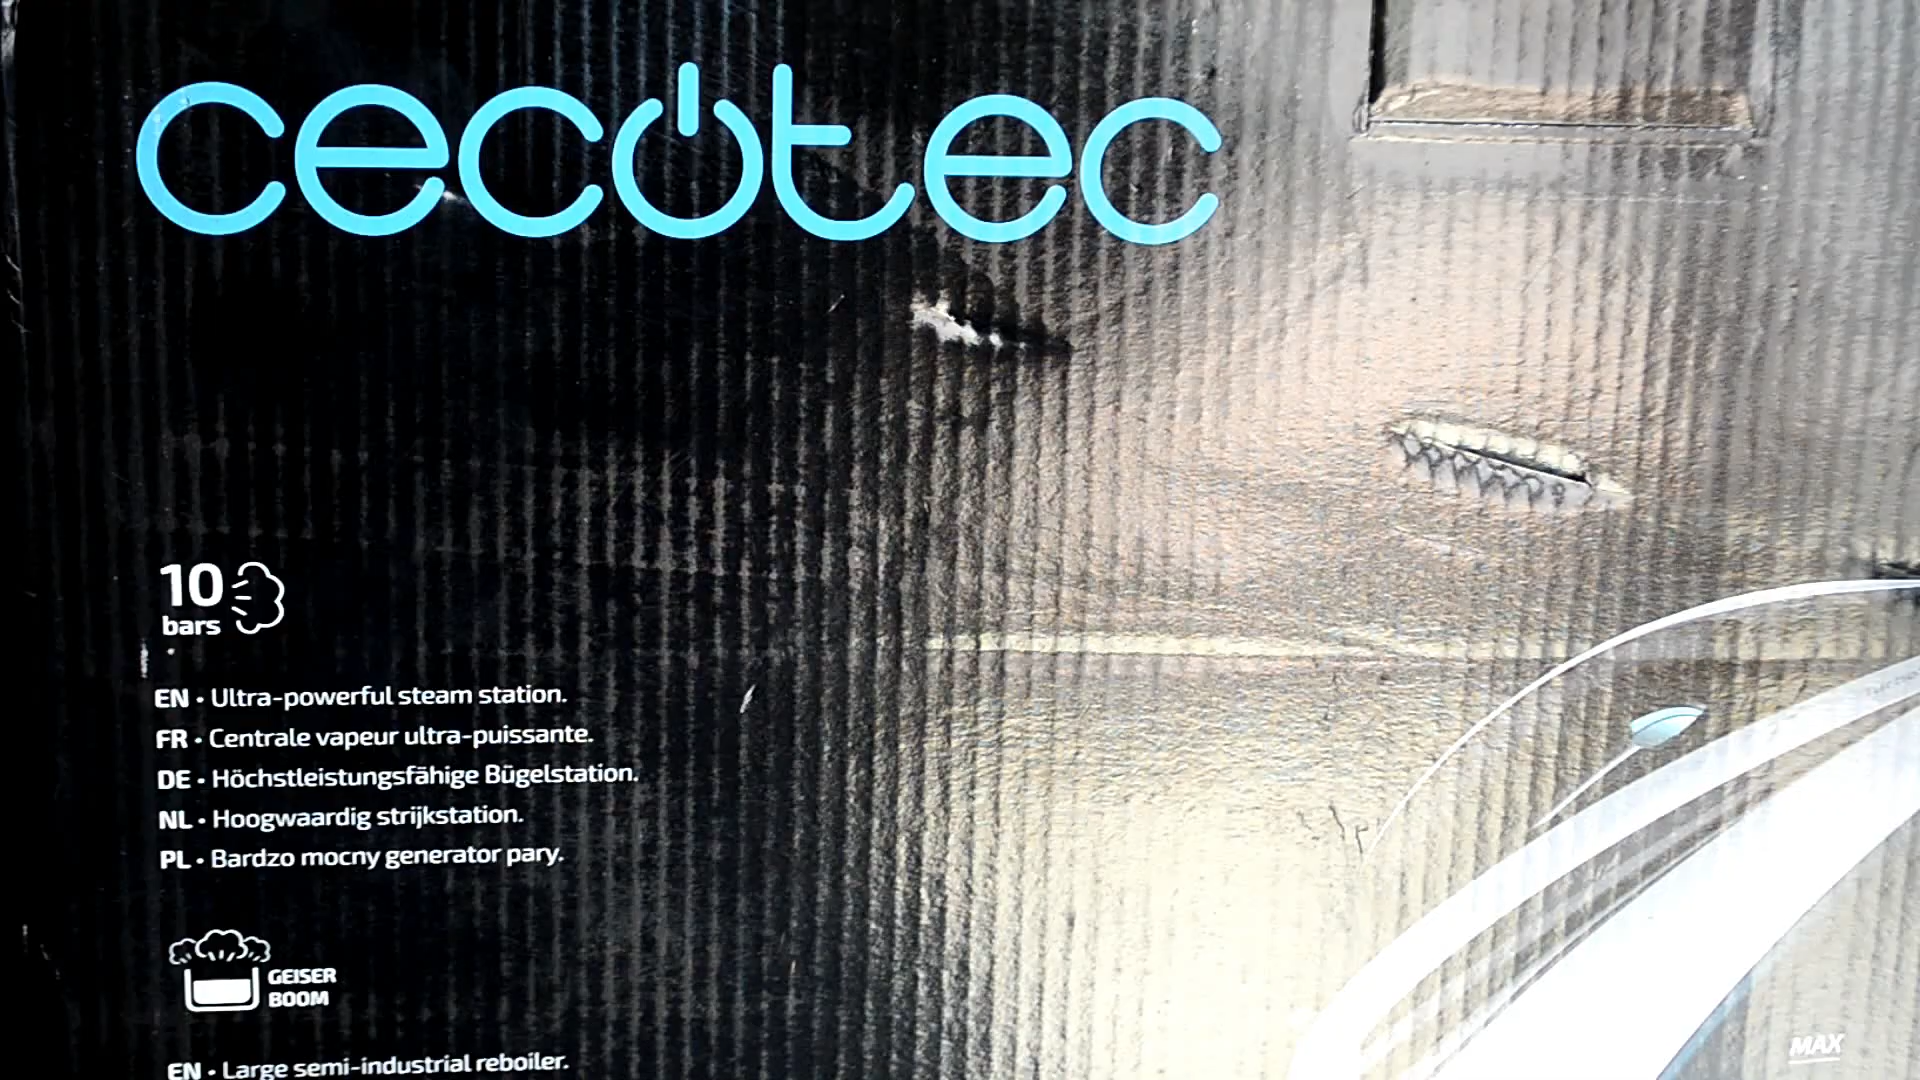 cecotec
10
bars
EN • Ultra-powerful steam station.
FR • Centrale vapeur ultra-puissante.
DE • Höchstleistungsfähige Bügelstation.
NL • Hoogwaardig strijkstation.
PL • Bardzo mocny generator pary.
GEISER
BOOM
EN • Large semi-industrial reboiler.
MAX